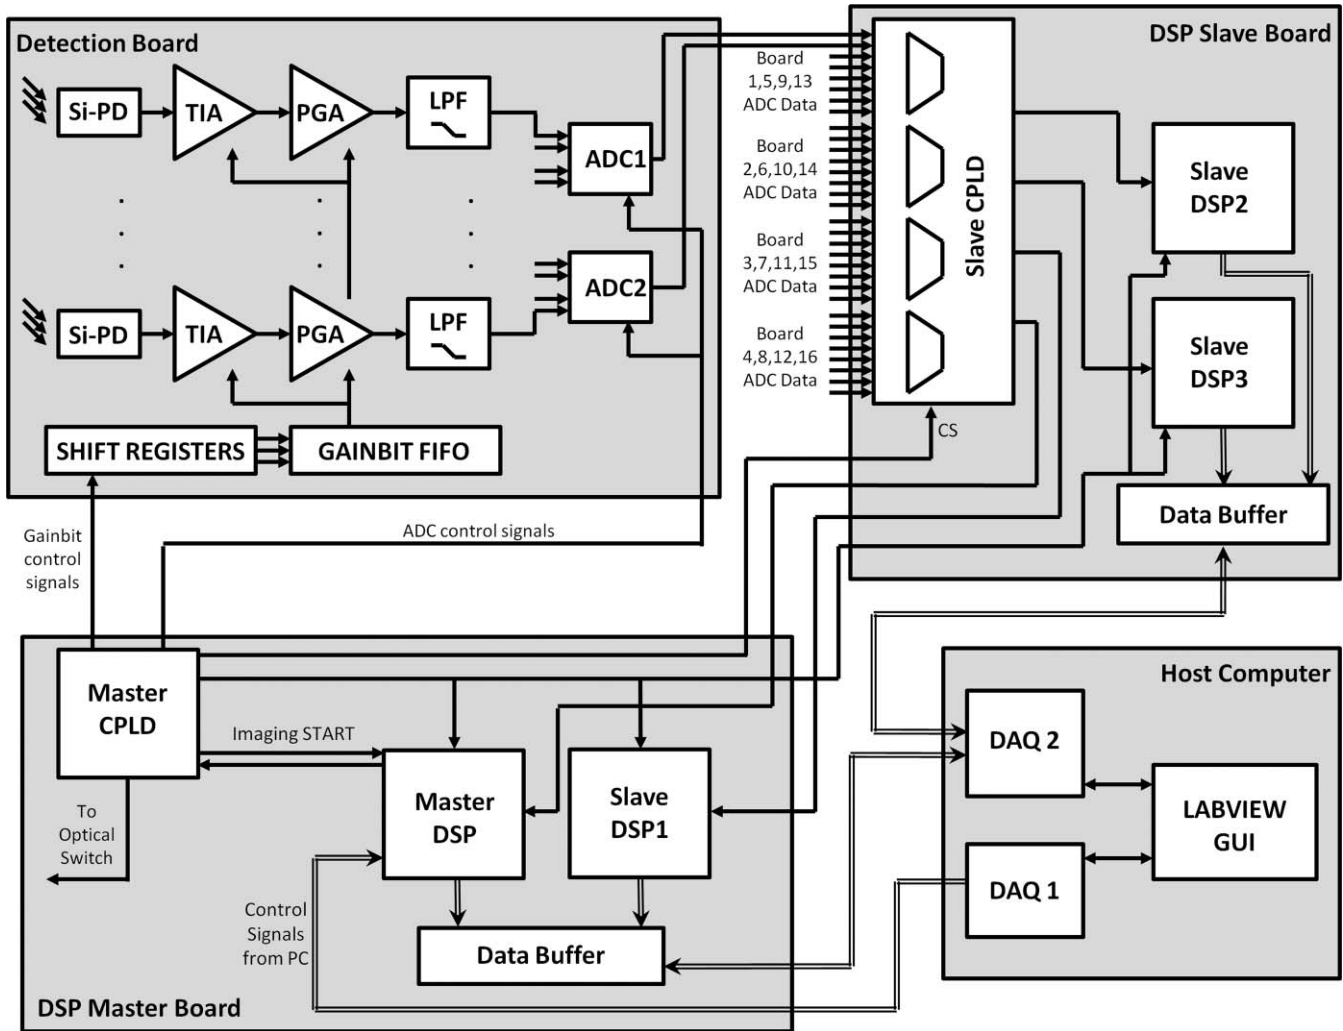 Detection Board
Si-PD
TIA
PGA
LPF
ADC1
Si-PD
TIA
PGA
LPF
ADC2
SHIFT REGISTERS
GAINBIT FIFO
Gainbit
control
signals
ADC control signals
Board
1,5,9,13
ADC Data
Board
2,6,10,14
ADC Data
Board
3,7,11,15
ADC Data
Board
4,8,12,16
ADC Data
DSP Slave Board
Slave CPLD
CS
Slave
DSP2
Slave
DSP3
Data Buffer
Master
CPLD
Imaging START
To
Optical
Switch
Master
DSP
Slave
DSP1
Control
Signals
from PC
Data Buffer
DSP Master Board
Host Computer
DAQ 2
DAQ 1
LABVIEW
GUI